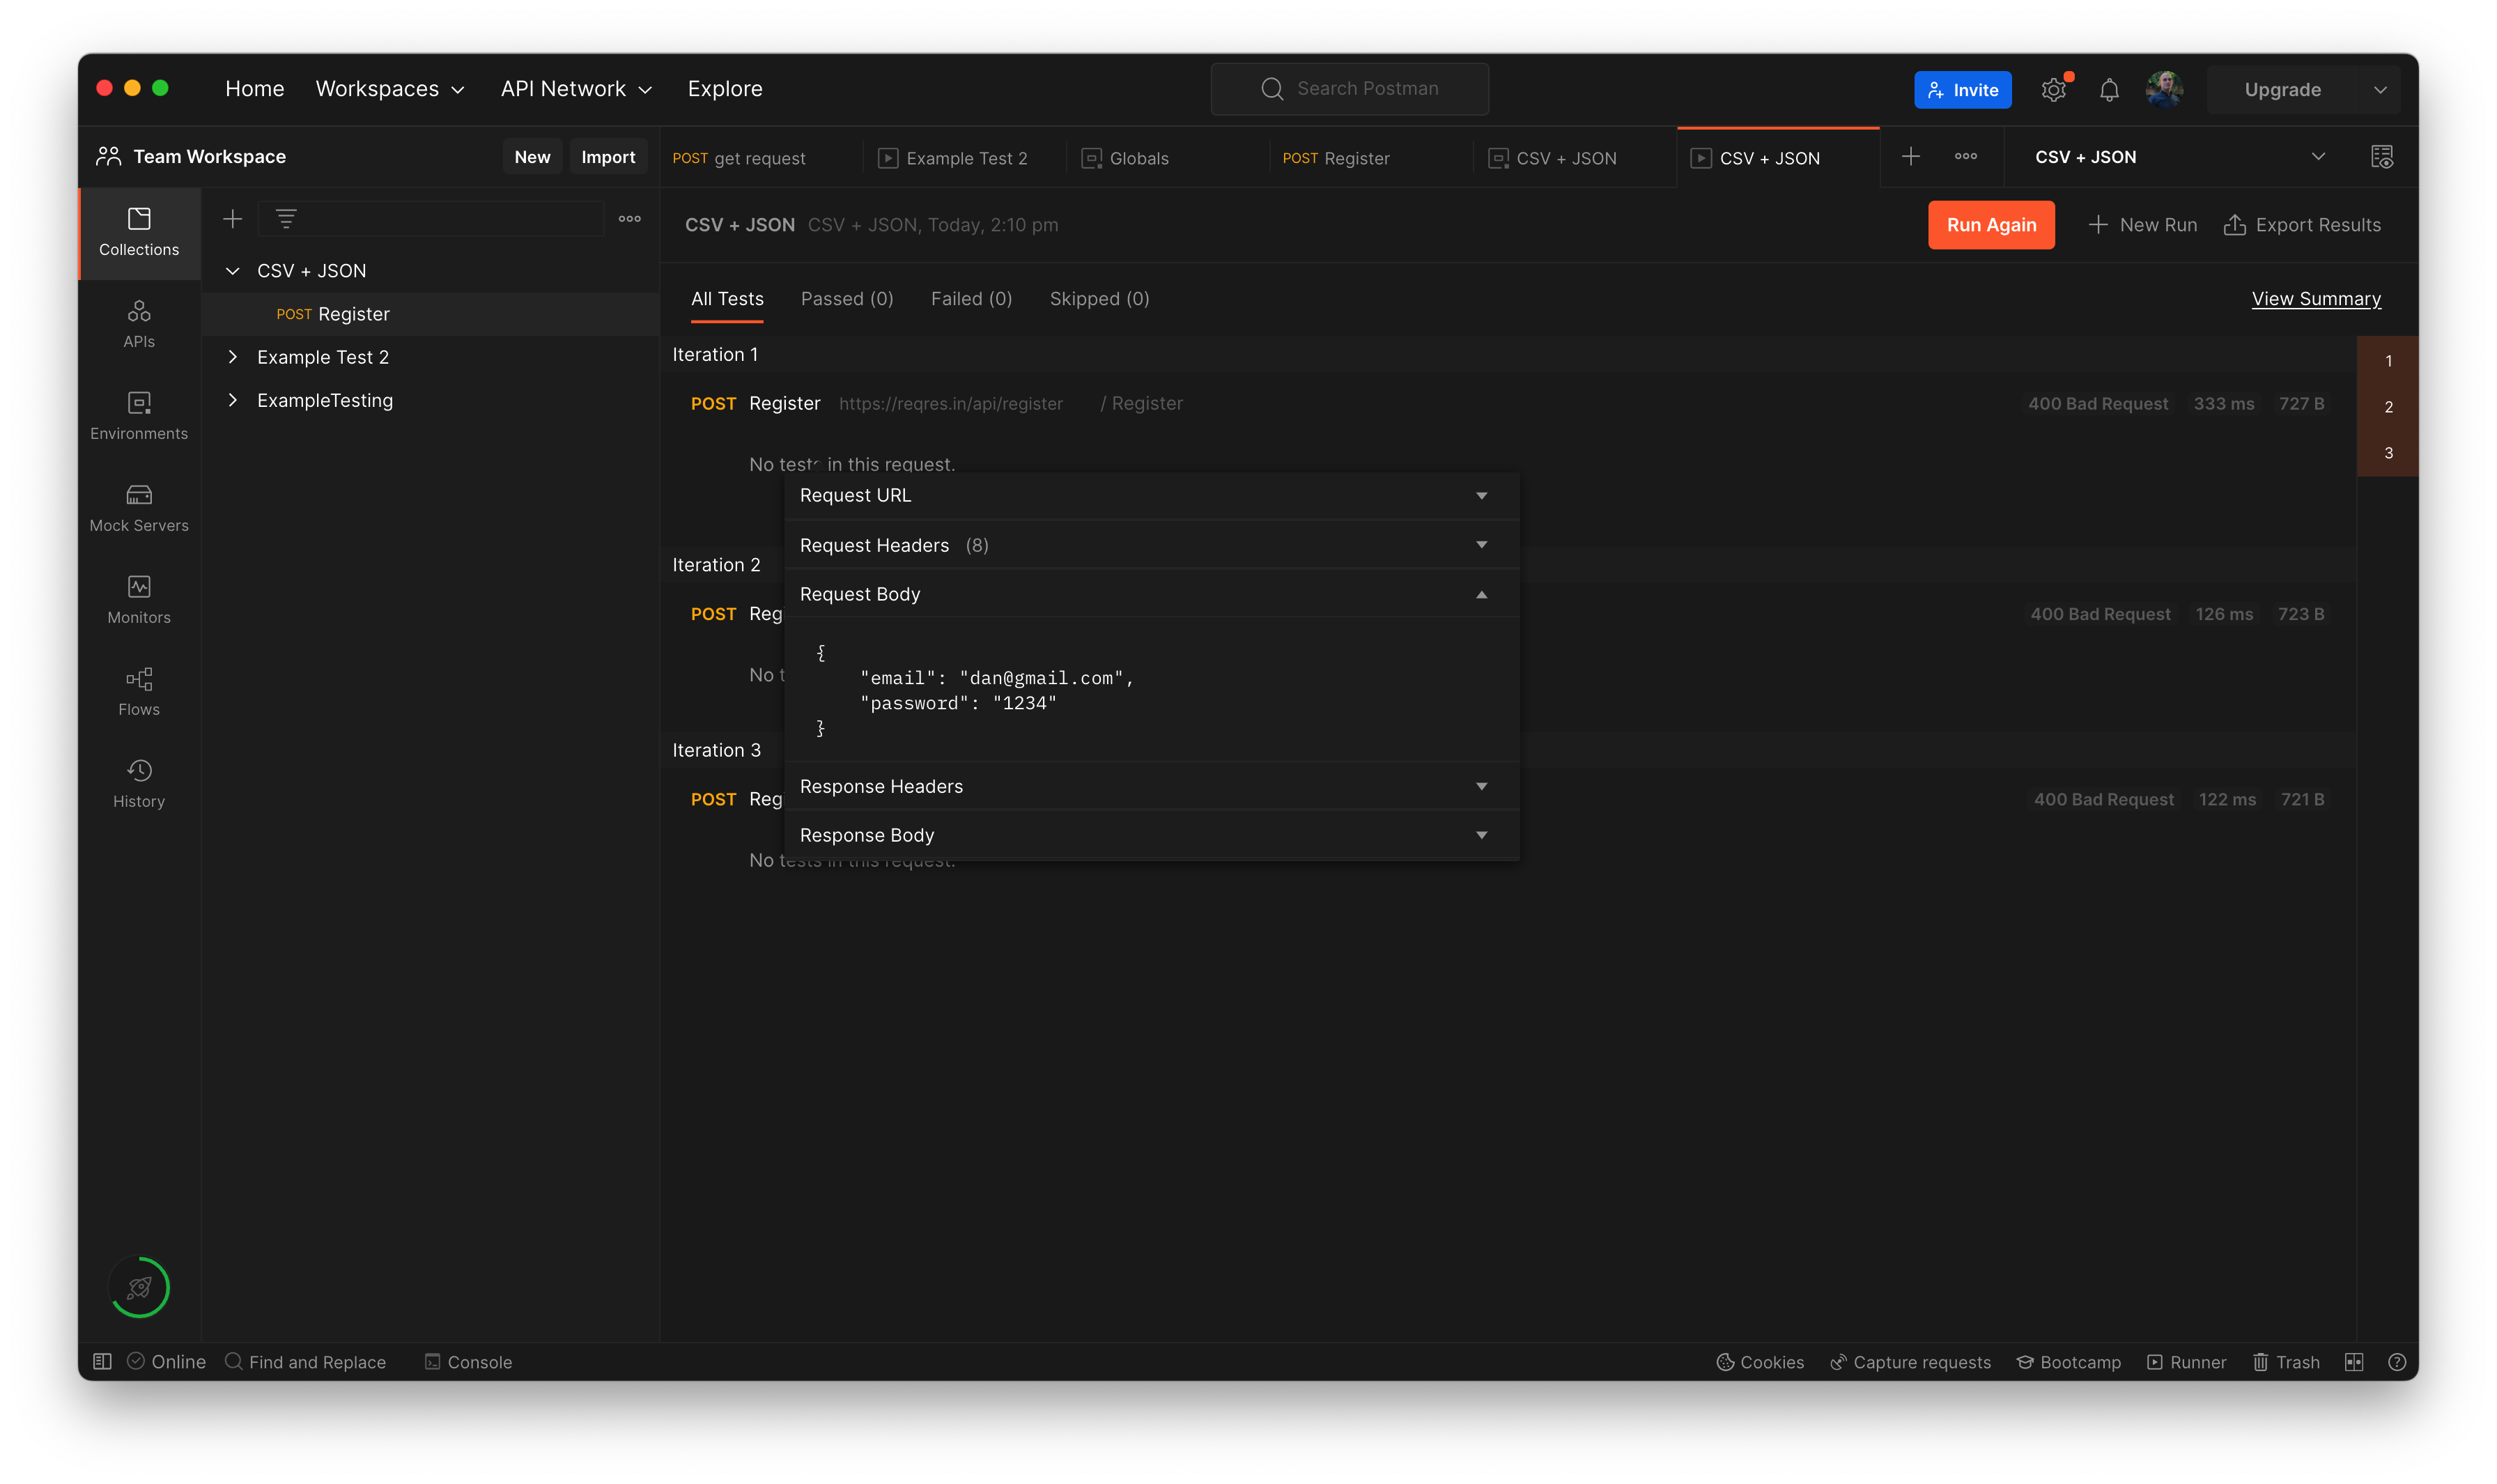 Home Workspaces API Network Explore Search Postman Invite Upgrade
Team Workspace New Import POST get request Example Test 2 Globals POST Register CSV + JSON CSV + JSON CSV + JSON
Collections
APIs
Environments
Mock Servers
Monitors
Flows
History
CSV + JSON
POST Register
Example Test 2
ExampleTesting
CSV + JSON CSV + JSON, Today, 2:10 pm Run Again New Run Export Results
All Tests Passed (0) Failed (0) Skipped (0) View Summary
Iteration 1
POST Register https://reqres.in/api/register / Register 400 Bad Request 333 ms 727 B
No tests in this request.
1
2
3
Request URL
Request Headers (8)
Iteration 2
Request Body
POST Regi 400 Bad Request 126 ms 723 B
{
"email": "dan@gmail.com",
"password": "1234"
}
No t
Iteration 3
Response Headers
POST Regi 400 Bad Request 122 ms 721 B
Response Body
No tests in this request.
Online Find and Replace Console Cookies Capture requests Bootcamp Runner Trash